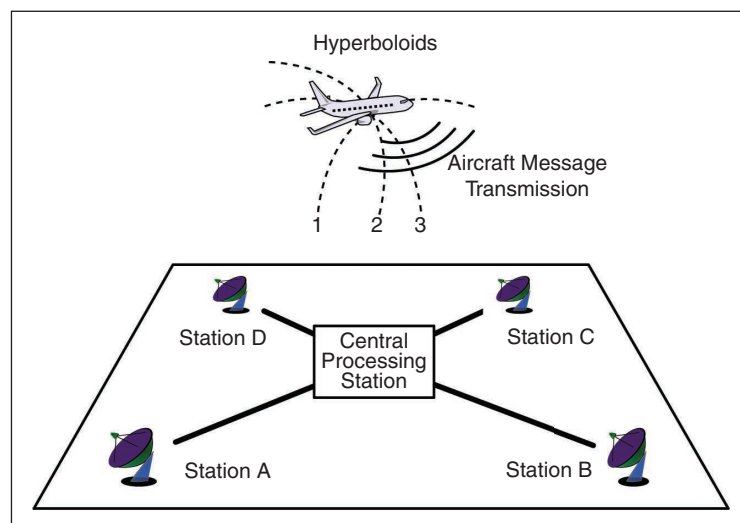 Hyperboloids
Aircraft Message
Transmission
1 2 3
Station D
Station C
Central
Processing
Station
Station A
Station B